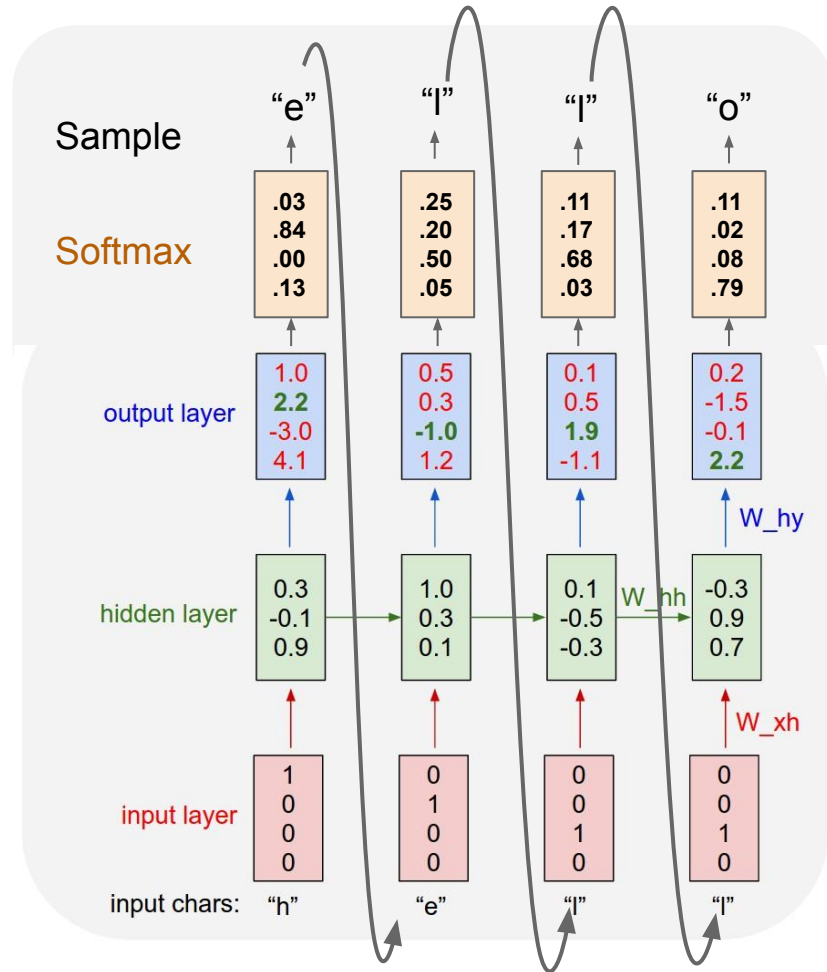 “e” “l” “l” “o”
Sample
.03 .25 .11 .11
.84 .20 .17 .02
Softmax
.00 .50 .68 .08
.13 .05 .03 .79
1.0 0.5 0.1 0.2
output layer 2.2 0.3 0.5 -1.5
-3.0 -1.0 1.9 -0.1
4.1 1.2 -1.1 2.2
W_hy
0.3 1.0 0.1 -0.3
W_hh
hidden layer -0.1 0.3 -0.5 0.9
0.9 0.1 -0.3 0.7
W_xh
1 0 0 0
0 1 0 0
input layer
0 0 1 1
0 0 0 0
input chars: “h” “e” “l” “l”